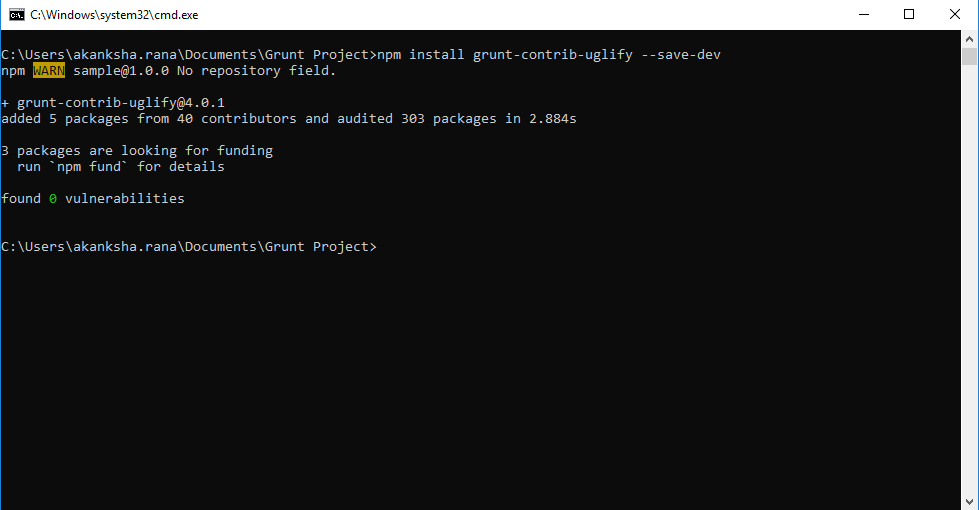 C:\Windows\system32\cmd.exe
C:\Users\akanksha.rana\Documents\Grunt Project>npm install grunt-contrib-uglify --save-dev
npm WARN sample@1.0.0 No repository field.
+ grunt-contrib-uglify@4.0.1
added 5 packages from 40 contributors and audited 303 packages in 2.884s
3 packages are looking for funding
  run `npm fund` for details
found 0 vulnerabilities
C:\Users\akanksha.rana\Documents\Grunt Project>